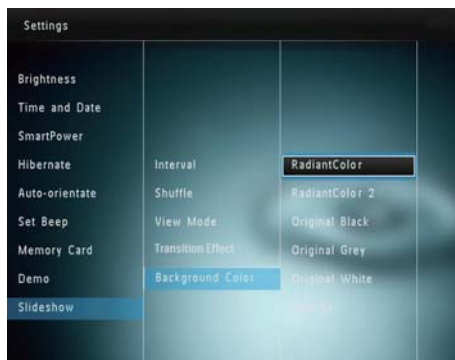 Settings
Brightness
Time and Date
SmartPower
Hibernate
Auto-orientate
Set Beep
Memory Card
Demo
Slideshow
Interval
Shuffle
View Mode
Transition Effect
Background Color
RadiantColor
RadiantColor 2
Original Black
Original Grey
Original White